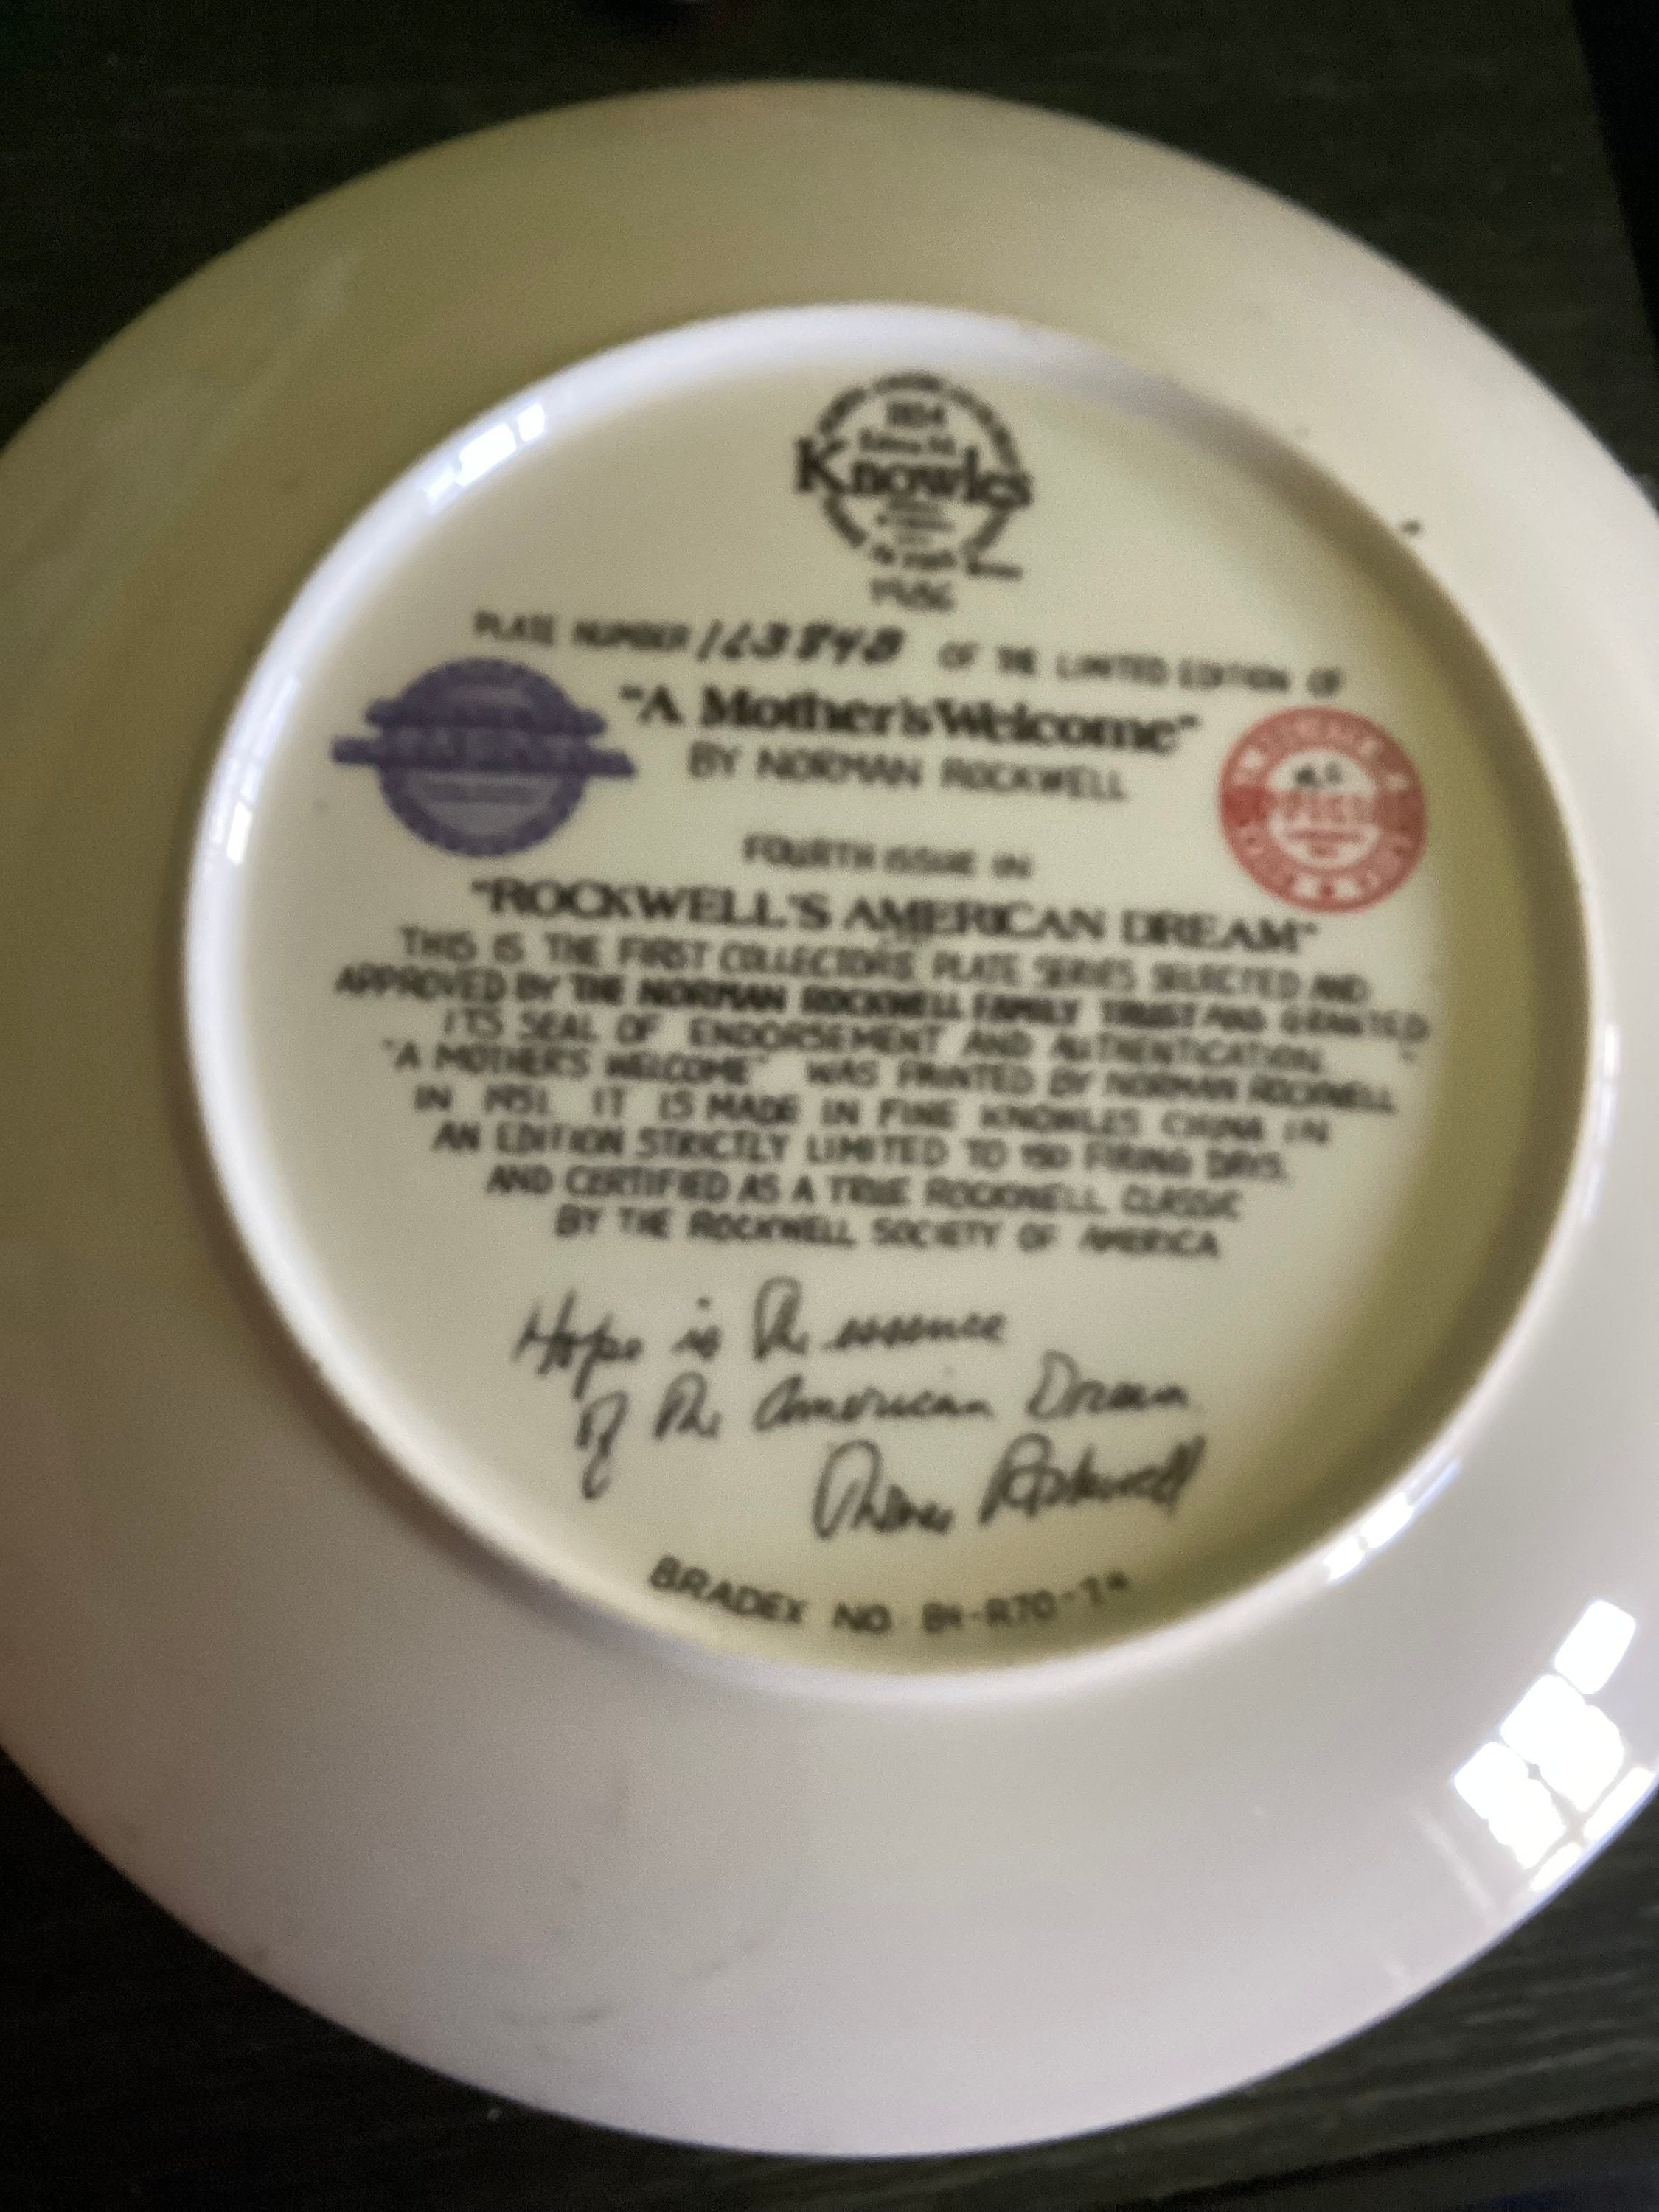 Knowles
1986
PLATE NUMBER OF THE LIMITED EDITION OF
"A Mother's Welcome"
BY NORMAN ROCKWELL
FOURTH ISSUE IN
"ROCKWELL'S AMERICAN DREAM"
THIS IS THE FIRST COLLECTOR'S PLATE SERIES SELECTED AND
APPROVED BY THE NORMAN ROCKWELL FAMILY TRUST AND GRANTED
ITS SEAL OF ENDORSEMENT AND AUTHENTICATION.
"A MOTHER'S WELCOME" WAS PAINTED BY NORMAN ROCKWELL
IN 1951. IT IS MADE IN FINE KNOWLES CHINA IN
AN EDITION STRICTLY LIMITED TO 150 FIRING DAYS,
AND CERTIFIED AS A TRUE ROCKWELL CLASSIC
BY THE ROCKWELL SOCIETY OF AMERICA
Hope is the essence
of the American Dream
Rockwell
BRADEX NO.